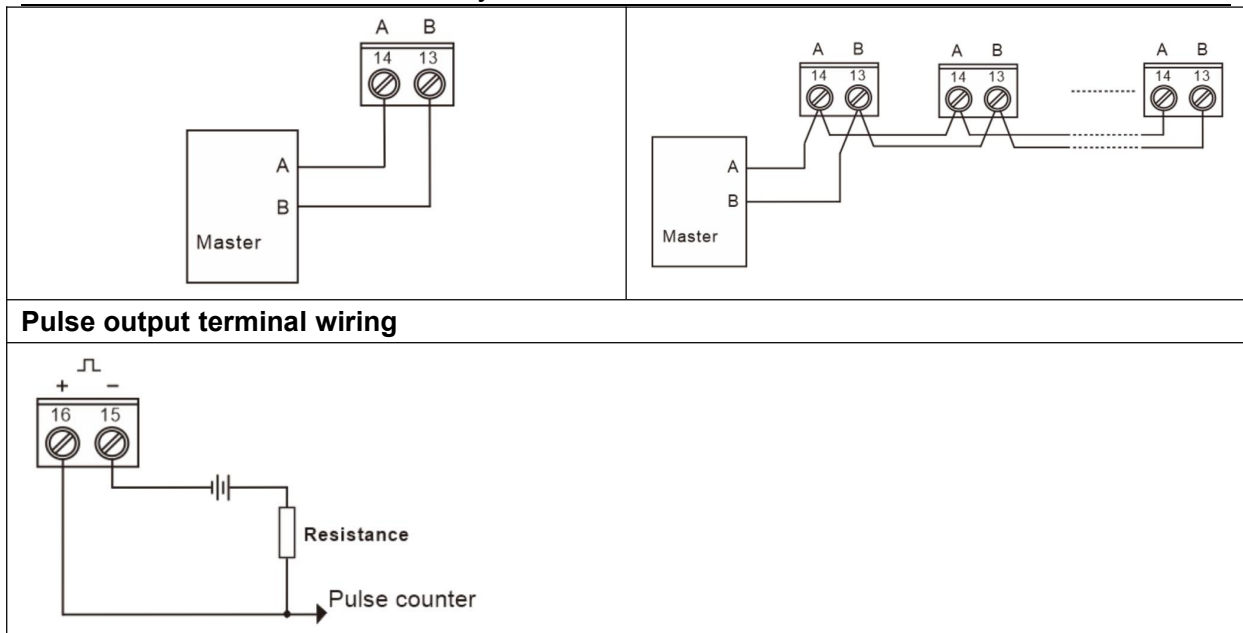 A B
14 13
A
B
Master
A B A B A B
14 13 14 13 14 13
A
B
Master
Pulse output terminal wiring
+ −
16 15
Resistance
Pulse counter